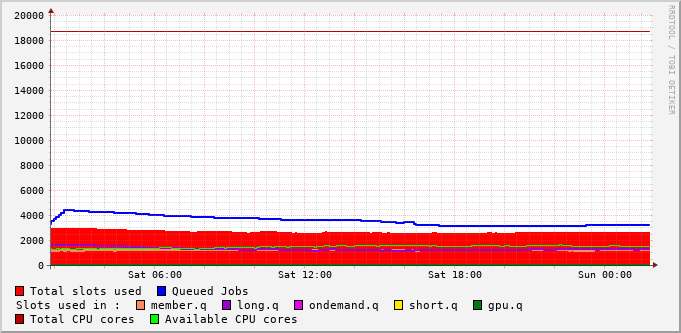 20000
18000
16000
14000
12000
10000
8000
6000
4000
2000
0
Sat 06:00 Sat 12:00 Sat 18:00 Sun 00:00
Total slots used Queued Jobs
Slots used in : member.q long.q ondemand.q short.q gpu.q
Total CPU cores Available CPU cores
RRDTOOL / TOBI OETIKER